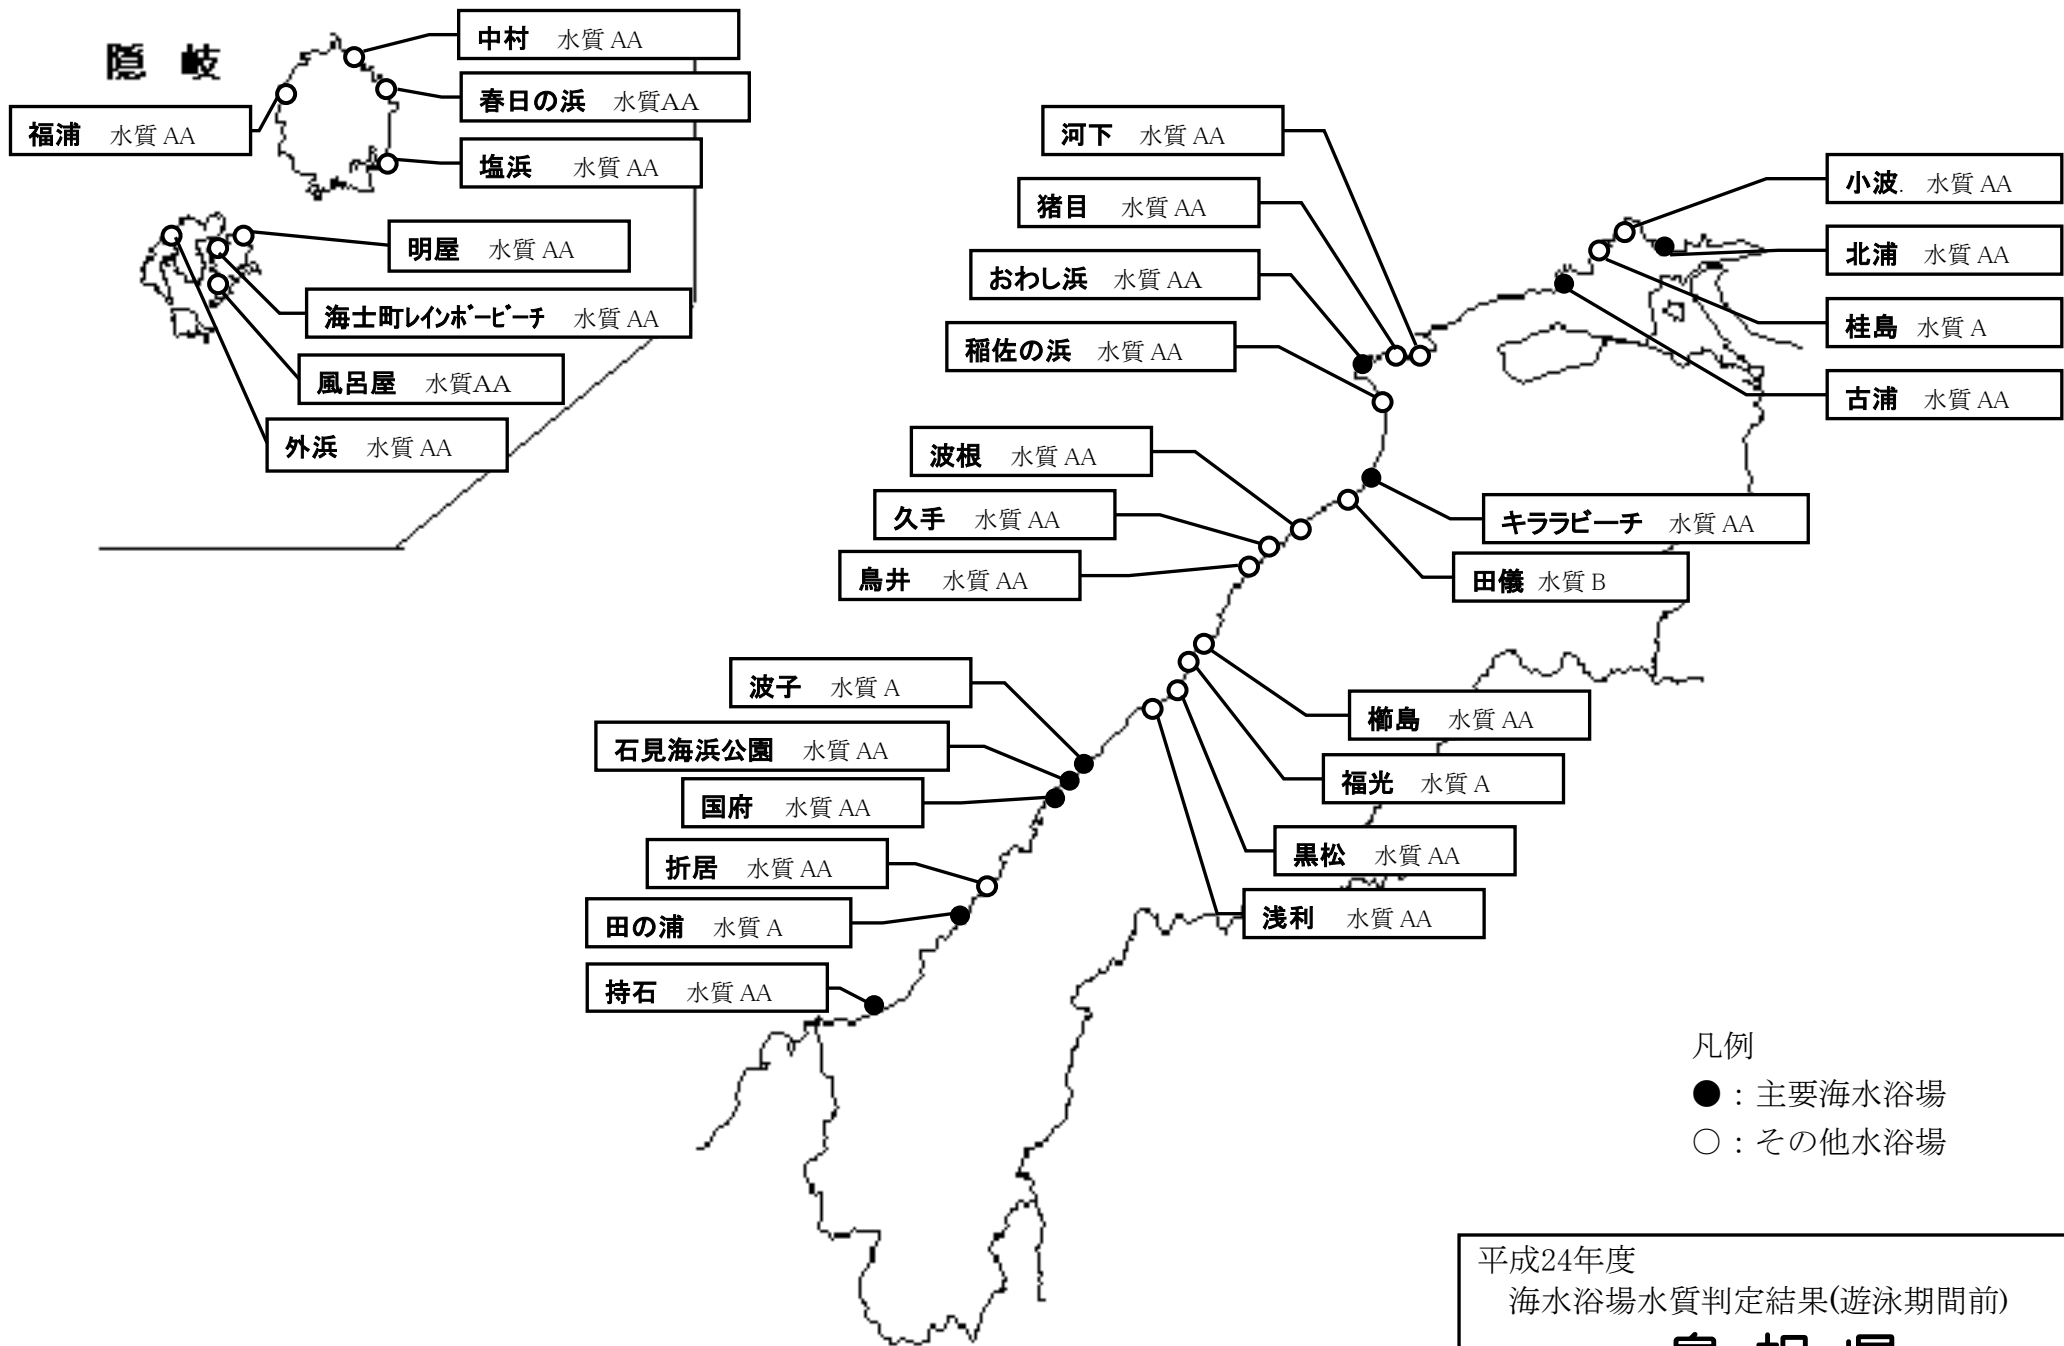 隠 岐
中村 水質 AA
春日の浜 水質AA
福浦 水質 AA
塩浜 水質 AA
明屋 水質 AA
海士町ﾚｲﾝﾎﾞｰﾋﾞｰﾁ 水質 AA
風呂屋 水質AA
外浜 水質 AA
河下 水質 AA
猪目 水質 AA
おわし浜 水質 AA
稲佐の浜 水質 AA
小波. 水質 AA
北浦 水質 AA
桂島 水質 A
古浦 水質 AA
波根 水質 AA
久手 水質 AA
鳥井 水質 AA
キララビーチ 水質 AA
田儀 水質 B
波子 水質 A
石見海浜公園 水質 AA
国府 水質 AA
折居 水質 AA
田の浦 水質 A
持石 水質 AA
櫛島 水質 AA
福光 水質 A
黒松 水質 AA
浅利 水質 AA
凡例
●：主要海水浴場
○：その他水浴場
平成24年度
海水浴場水質判定結果(遊泳期間前)